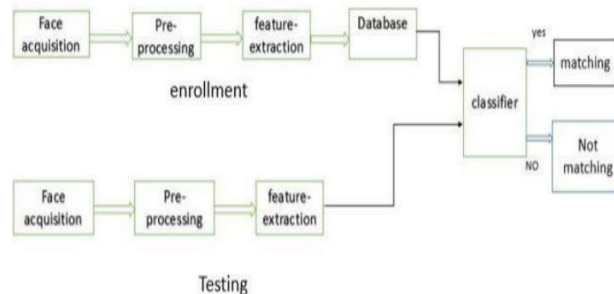 Face
acquisition
Pre-
processing
feature-
extraction
Database
enrollment
classifier
yes
matching
NO
Not
matching
Face
acquisition
Pre-
processing
feature-
extraction
Testing